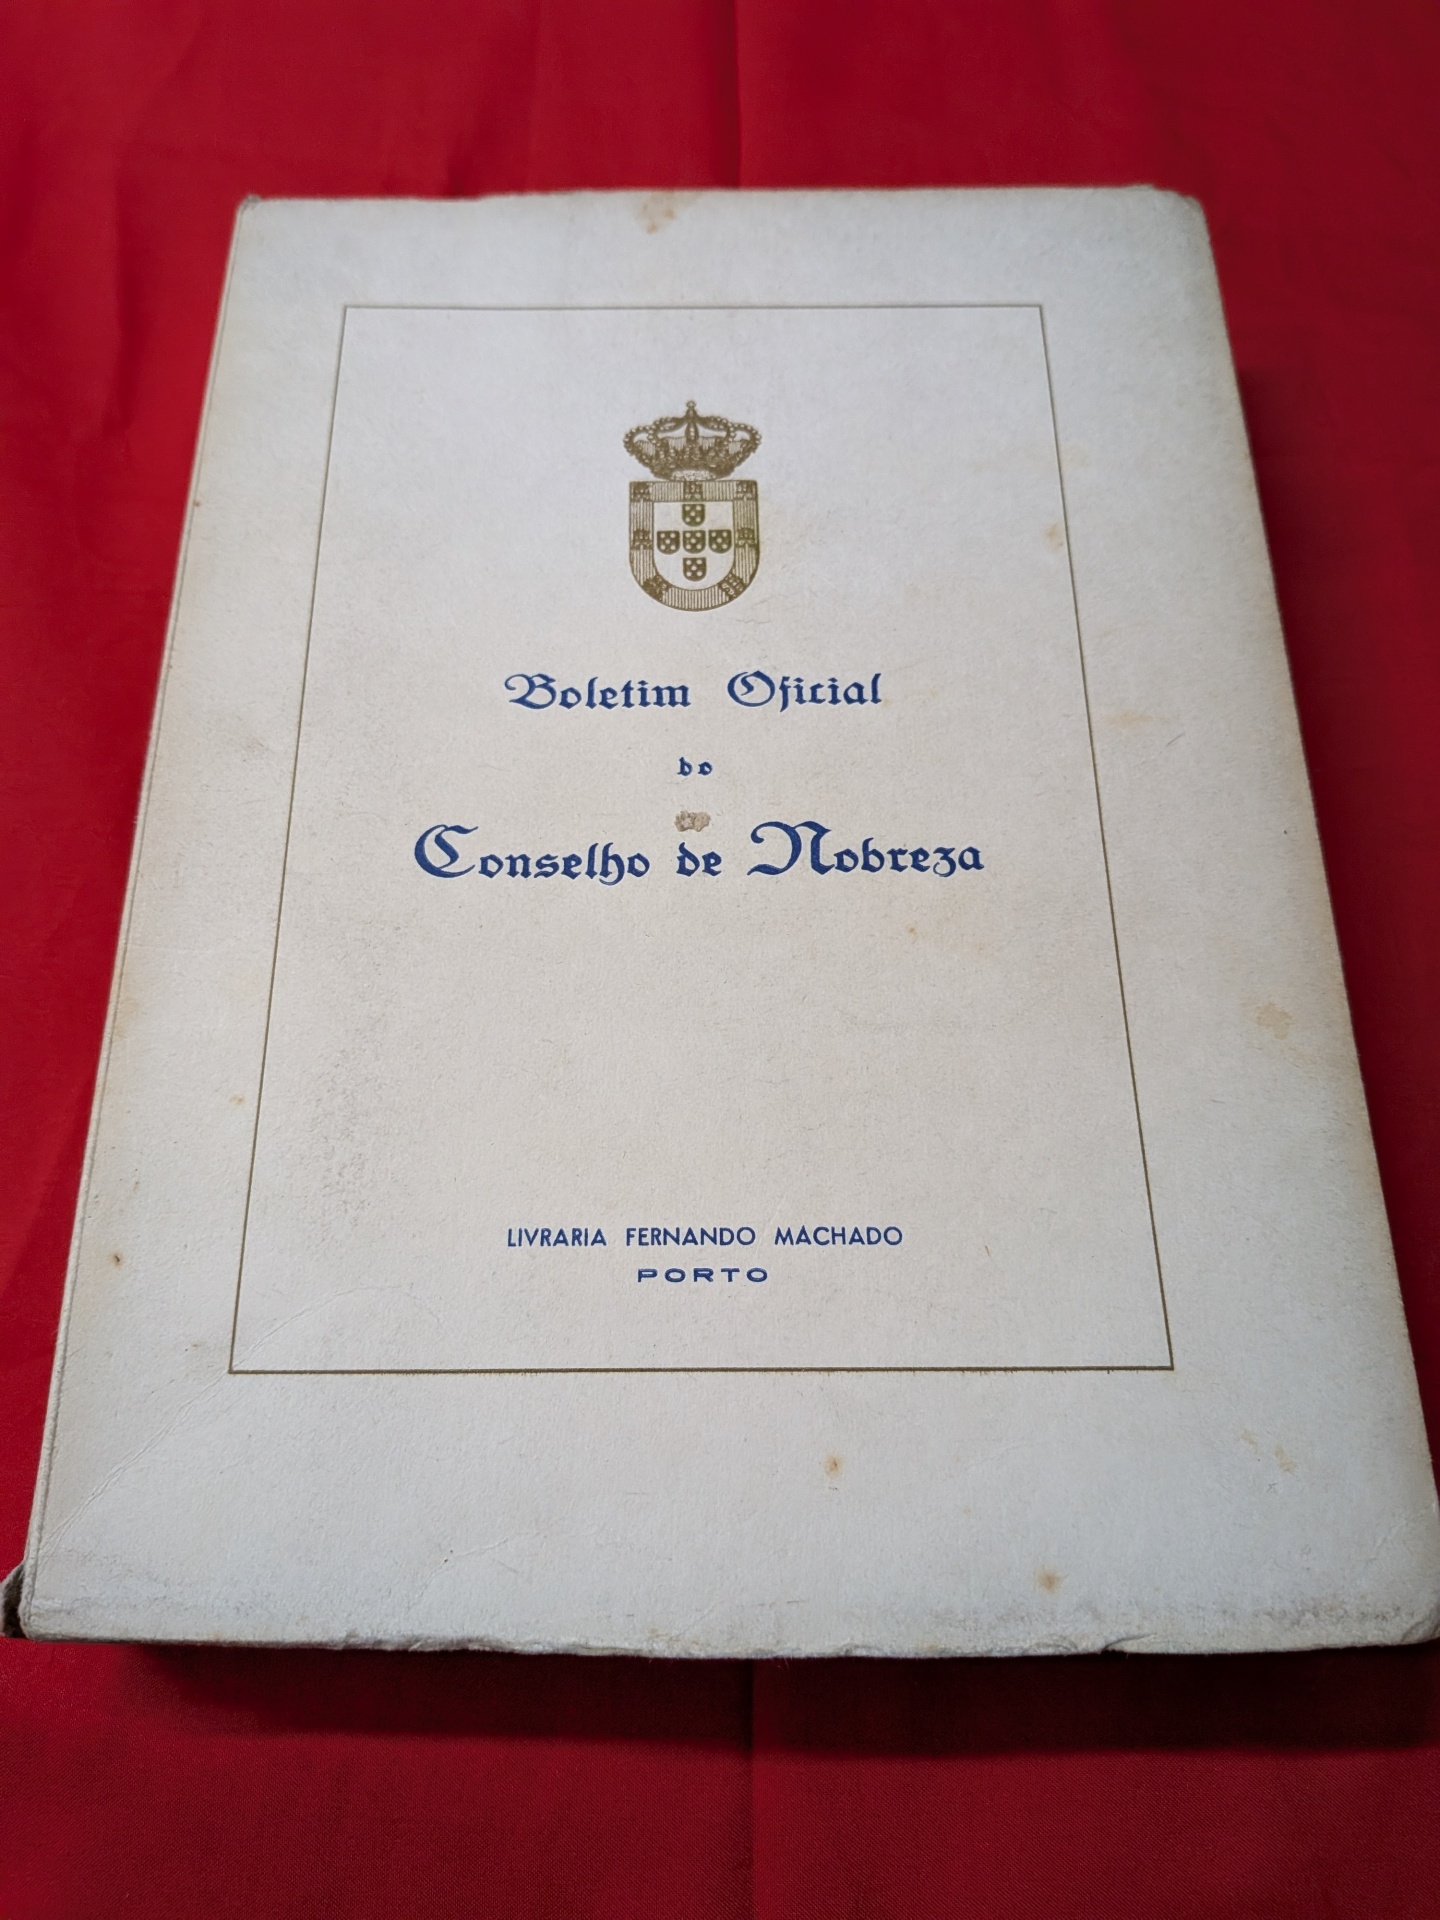 Boletim Oficial
do
Conselho de Nobreza
LIVRARIA FERNANDO MACHADO
PORTO